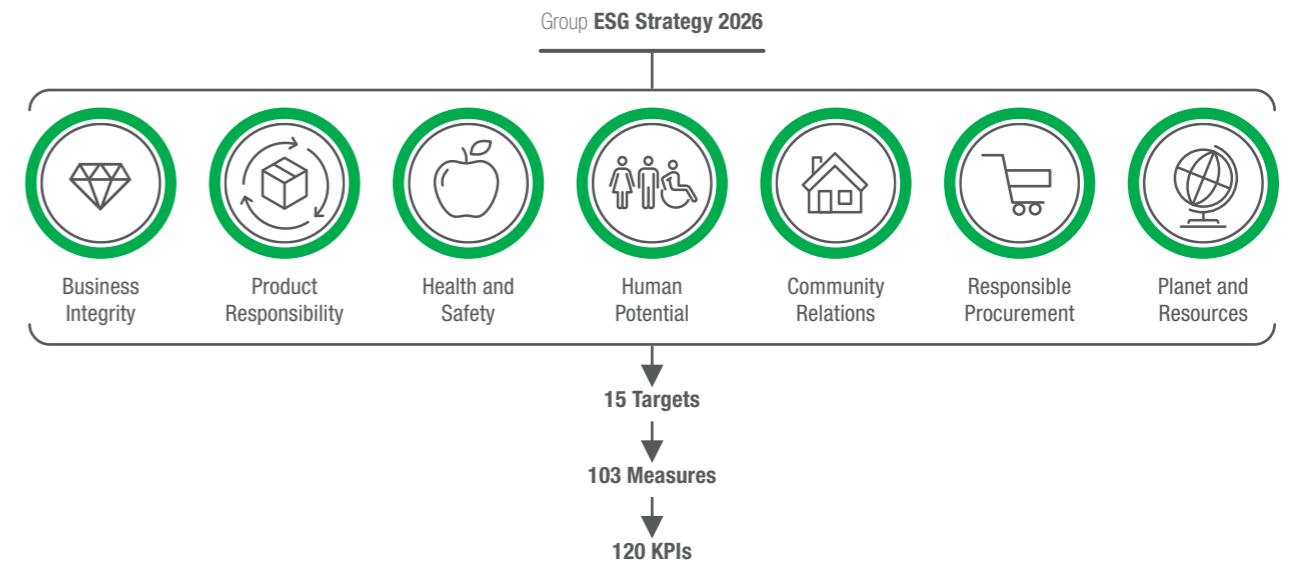 Group ESG Strategy 2026
Business
Integrity
Product
Responsibility
Health and
Safety
Human
Potential
Community
Relations
Responsible
Procurement
Planet and
Resources
15 Targets
103 Measures
120 KPIs